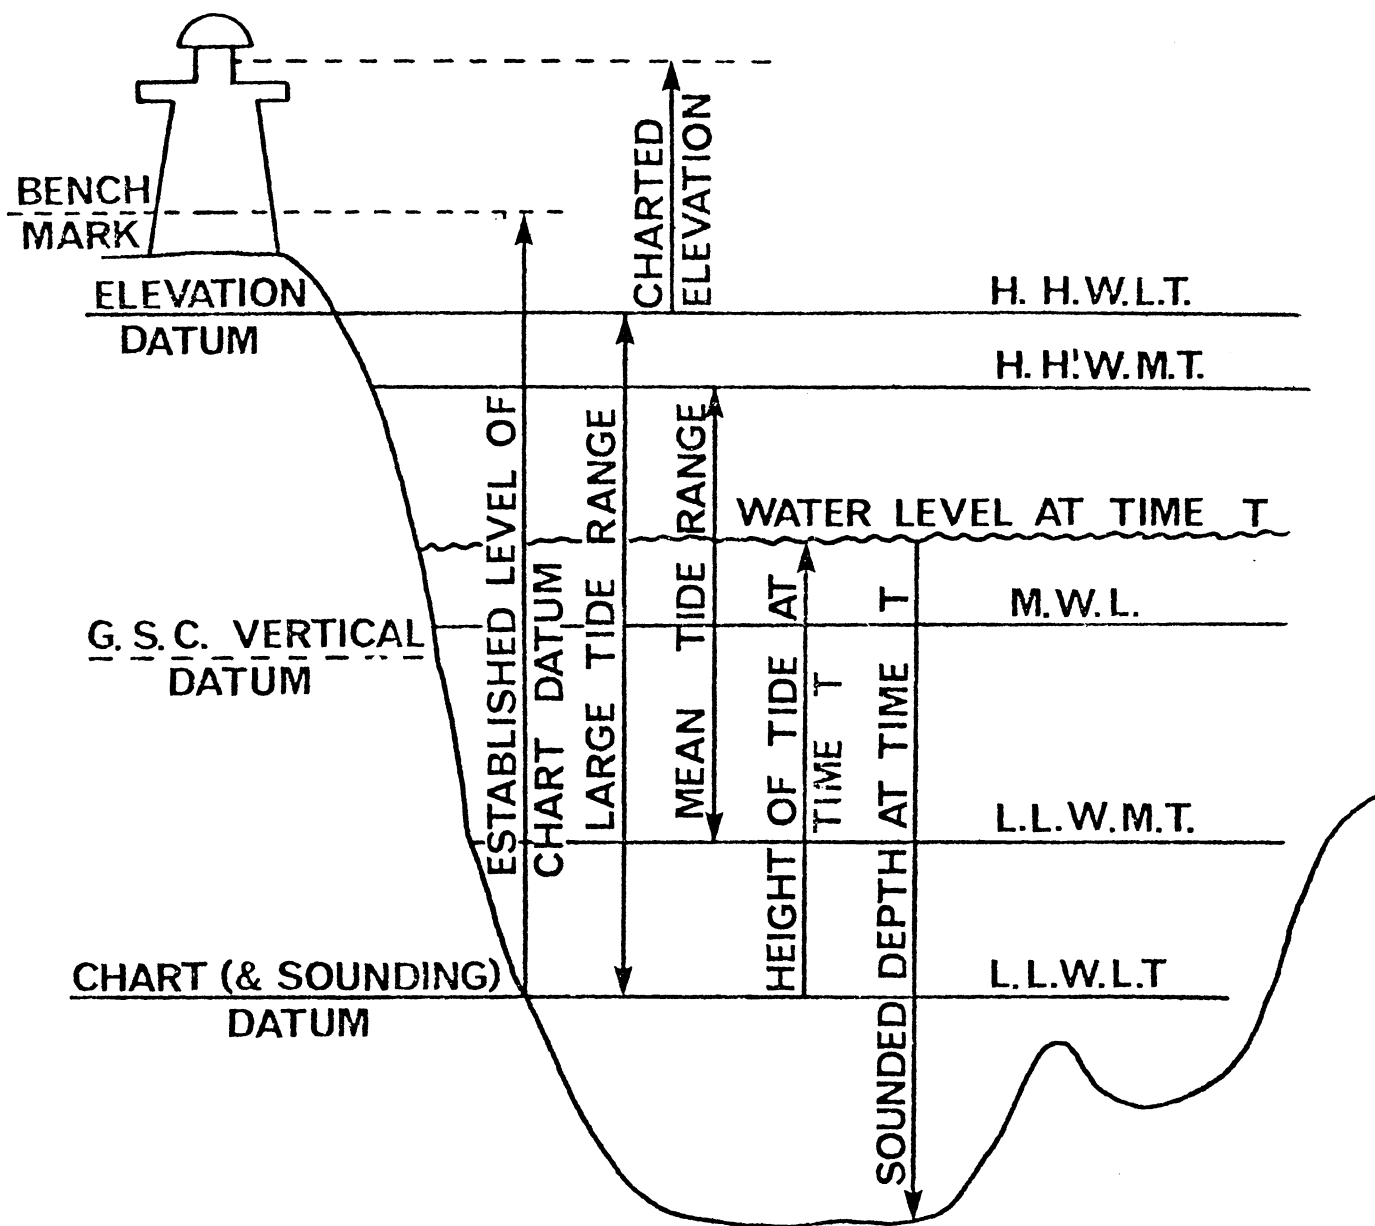 BENCH
MARK
ELEVATION
DATUM
CHARTED
ELEVATION
H. H.W.L.T.
H. H'.W.M.T.
ESTABLISHED LEVEL OF
CHART DATUM
LARGE TIDE RANGE
MEAN TIDE RANGE
WATER LEVEL AT TIME T
HEIGHT OF TIDE AT
TIME T
SOUNDED DEPTH AT TIME T
M.W.L.
G. S. C. VERTICAL
DATUM
L.L.W.M.T.
CHART (& SOUNDING)
DATUM
L.L.W.L.T